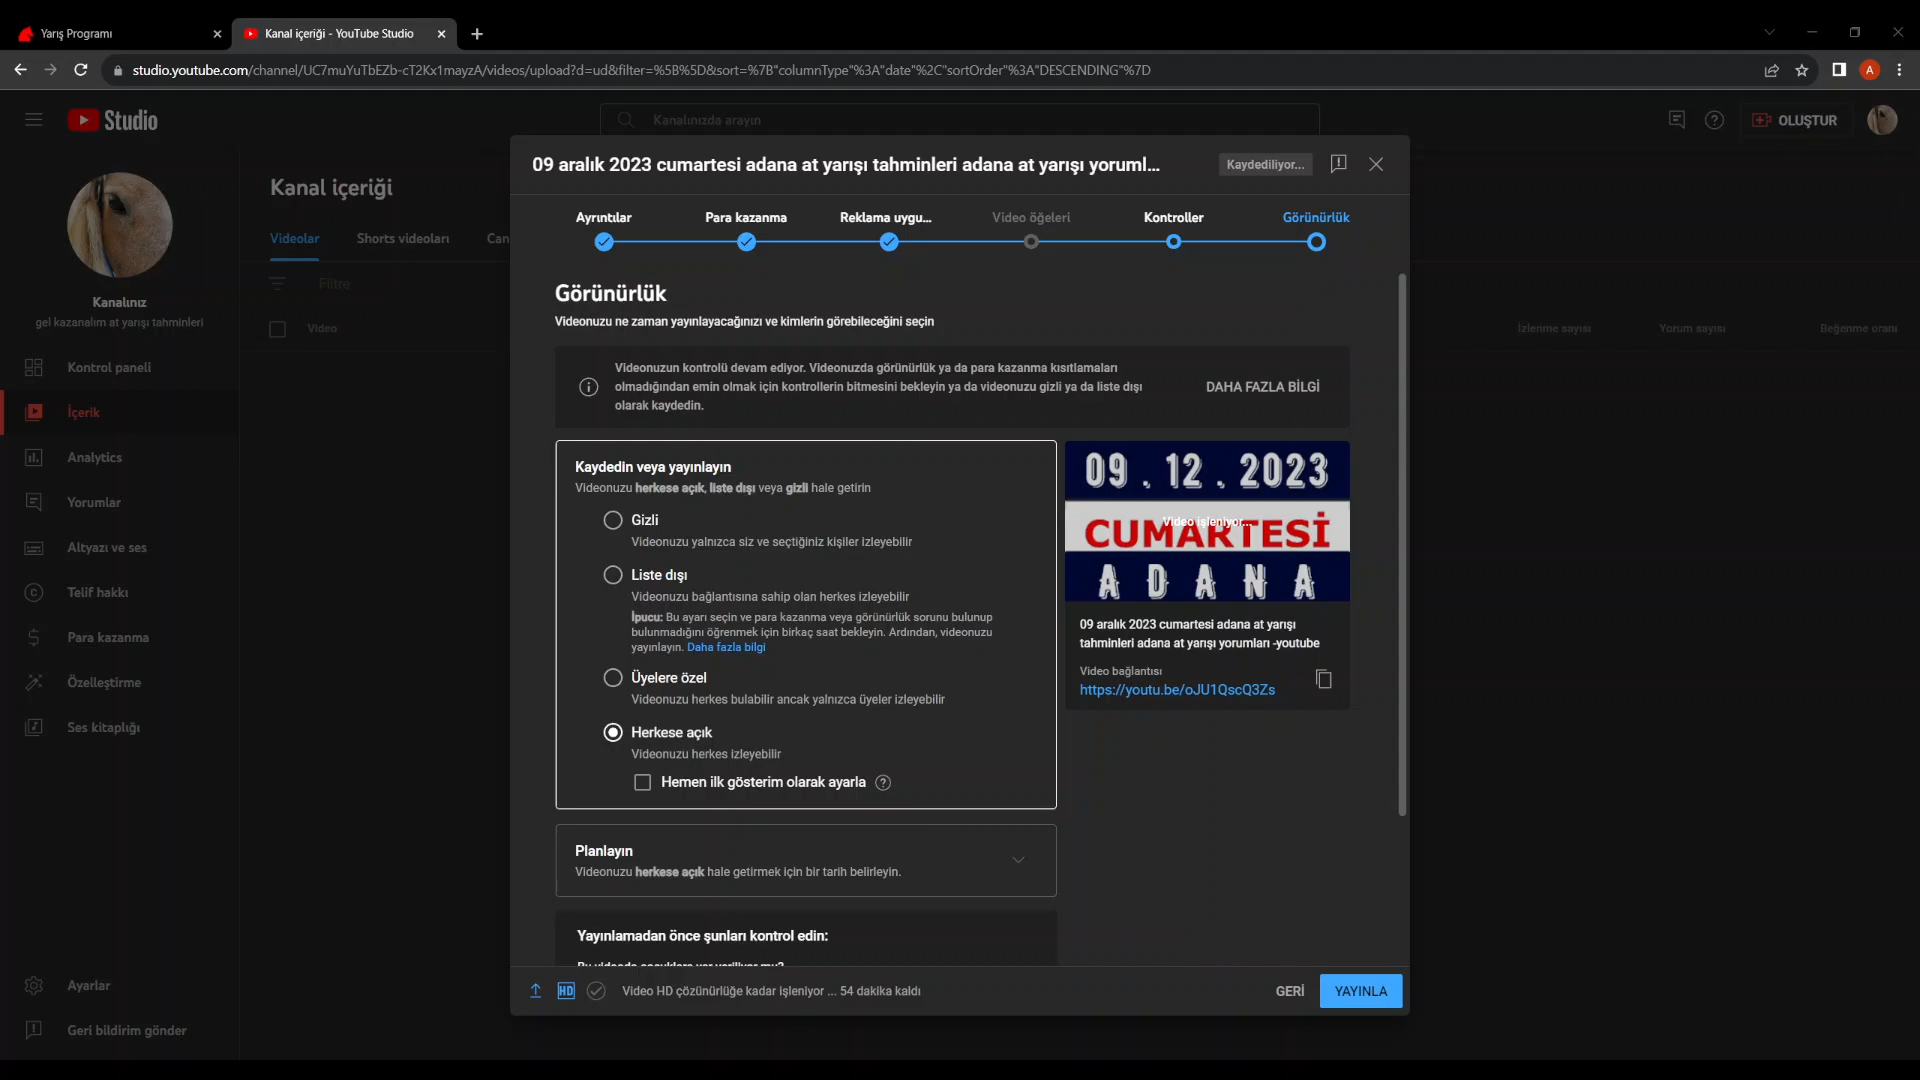 Yarış Programı
Kanal içeriği - YouTube Studio
studio.youtube.com/channel/UC7muYuTbEZb-cT2Kx1mayzA/videos/upload?d=ud&filter=%5B%5D&sort=%7B"columnType"%3A"date"%2C"sortOrder"%3A"DESCENDING"%7D
A
Studio
Kanalınızda arayın
OLUŞTUR
Kanalınız
gel kazanalım at yarışı tahminleri
Kontrol paneli
İçerik
Analytics
Yorumlar
Altyazı ve ses
Telif hakkı
Para kazanma
Özelleştirme
Ses kitaplığı
Ayarlar
Geri bildirim gönder
Kanal içeriği
Videolar
Shorts videoları
Can
Filtre
Video
İzlenme sayısı
Yorum sayısı
Beğenme oranı
09 aralık 2023 cumartesi adana at yarışı tahminleri adana at yarışı yoruml...
Kaydediliyor...
Ayrıntılar
Para kazanma
Reklama uygu...
Video öğeleri
Kontroller
Görünürlük
Görünürlük
Videonuzu ne zaman yayınlayacağınızı ve kimlerin görebileceğini seçin
Videonuzun kontrolü devam ediyor. Videonuzda görünürlük ya da para kazanma kısıtlamaları
olmadığından emin olmak için kontrollerin bitmesini bekleyin ya da videonuzu gizli ya da liste dışı
olarak kaydedin.
DAHA FAZLA BİLGİ
Kaydedin veya yayınlayın
Videonuzu herkese açık, liste dışı veya gizli hale getirin
Gizli
Videonuzu yalnızca siz ve seçtiğiniz kişiler izleyebilir
Liste dışı
Videonuzu bağlantısına sahip olan herkes izleyebilir
İpucu: Bu ayarı seçin ve para kazanma veya görünürlük sorunu bulunup
bulunmadığını öğrenmek için birkaç saat bekleyin. Ardından, videonuzu
yayınlayın. Daha fazla bilgi
Üyelere özel
Videonuzu herkes bulabilir ancak yalnızca üyeler izleyebilir
Herkese açık
Videonuzu herkes izleyebilir
Hemen ilk gösterim olarak ayarla
09.12.2023
Video işleniyor...
CUMARTESİ
ADANA
09 aralık 2023 cumartesi adana at yarışı
tahminleri adana at yarışı yorumları -youtube
Video bağlantısı
https://youtu.be/oJU1QscQ3Zs
Planlayın
Videonuzu herkese açık hale getirmek için bir tarih belirleyin.
Yayınlamadan önce şunları kontrol edin:
Bu videoda çocuklara yer veriliyor mu?
HD
Video HD çözünürlüğe kadar işleniyor ... 54 dakika kaldı
GERİ
YAYINLA